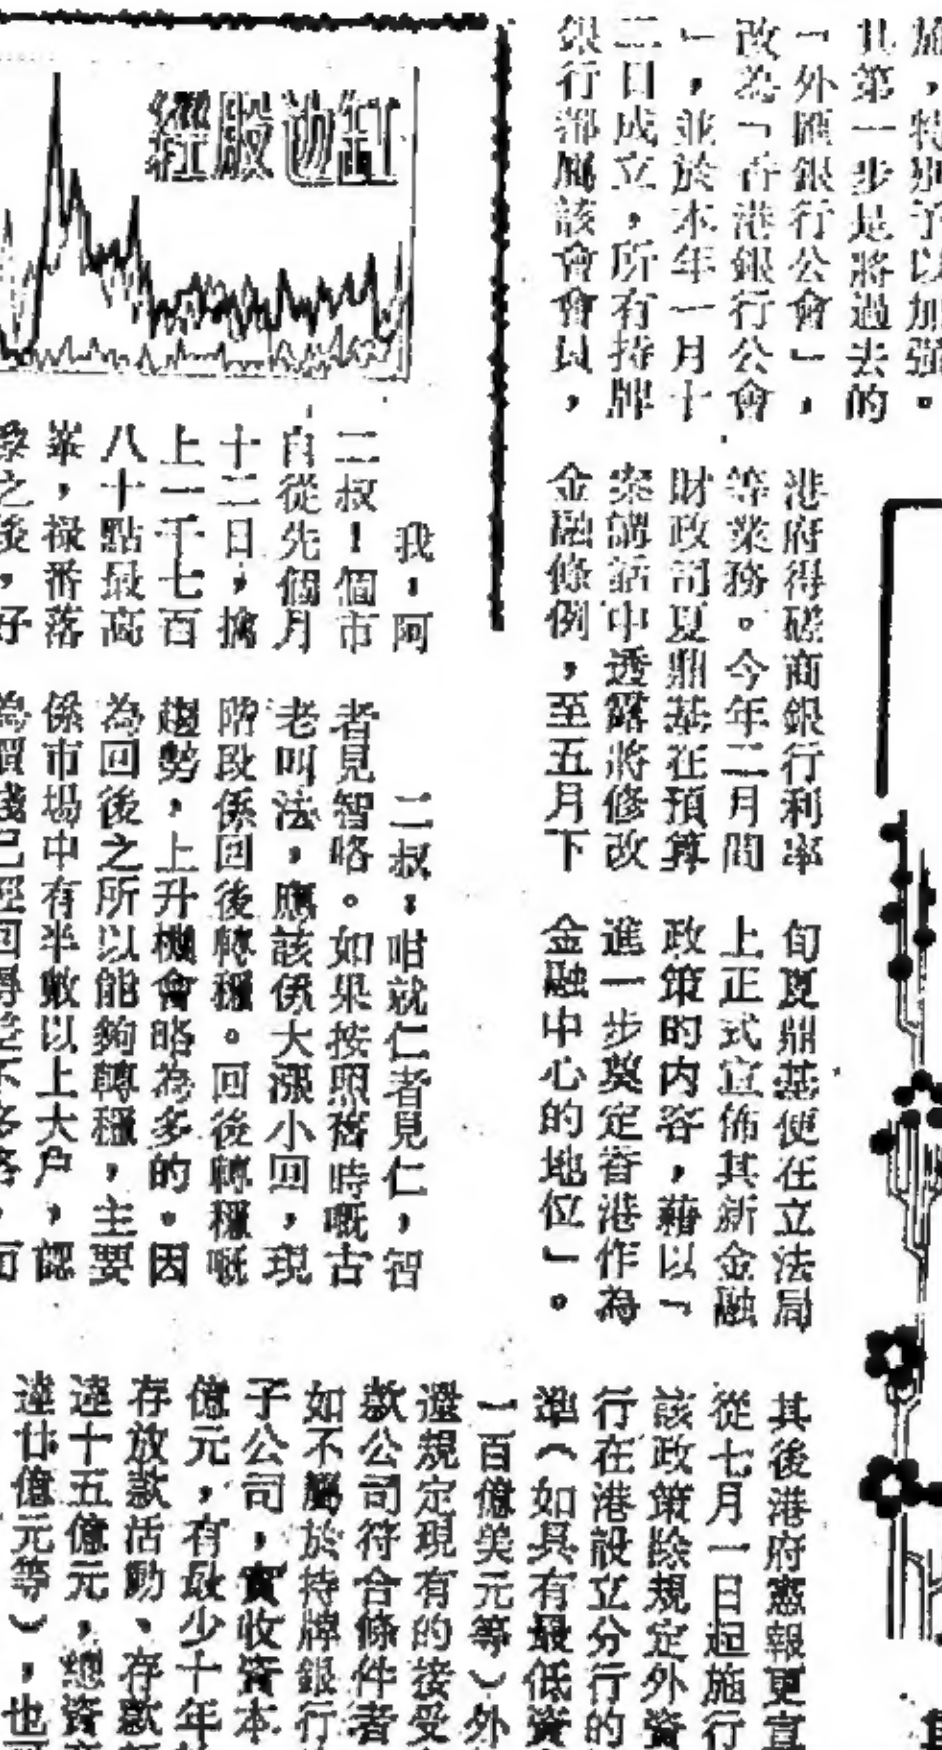 施，特別予以加強。
其第一步是將過去的
「外匯銀行公會」，
改為「香港銀行公會
」，並於本年一月十
二日成立，所有持牌
銀行都屬該會會員，
港府得磋商銀行利率
等業務。今年二月間
財政司夏鼎基在預算
案講話中透露將修改
金融條例，至五月下
旬夏鼎基便在立法局
上正式宣佈其新金融
政策的內容，藉以「
進一步奠定香港作為
金融中心的地位」。
其後港府憲報更宣
從七月一日起施行
該政策除規定外資
行在港設立分行的
準（如具有最低資
一百億美元等）外
還規定現有的接受
款公司符合條件者
如不屬於持牌銀行
子公司，實收資本
億元，有最少十年
存放款活動、存款
達十五億元，總資
達廿億元等），也
經股边缸
我：阿
二叔！個市
自從先個月
十二日，擒
上一千七百
八十點最高
峯，祿番落
嚟之後，好
二叔：咁就仁者見仁，智
者見智咯。如果按照舊時嘅古
老叫法，應該係大漲小回，現
階段係回後轉穩。回後轉穩嘅
趨勢，上升機會略為多的。因
為回後之所以能夠轉穩，主要
係市場中有半數以上大户，認
為價錢已經回得差不多咯，而